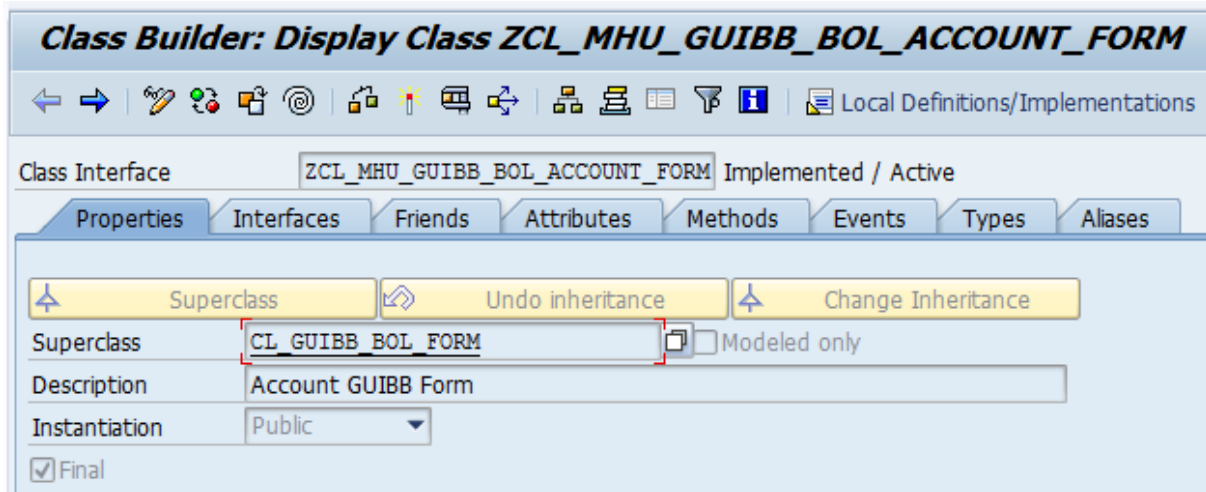 Class Builder: Display Class ZCL_MHU_GUIBB_BOL_ACCOUNT_FORM
Local Definitions/Implementations
Class Interface ZCL_MHU_GUIBB_BOL_ACCOUNT_FORM Implemented / Active
Properties Interfaces Friends Attributes Methods Events Types Aliases
Superclass Undo inheritance Change Inheritance
Superclass CL_GUIBB_BOL_FORM Modeled only
Description Account GUIBB Form
Instantiation Public
Final